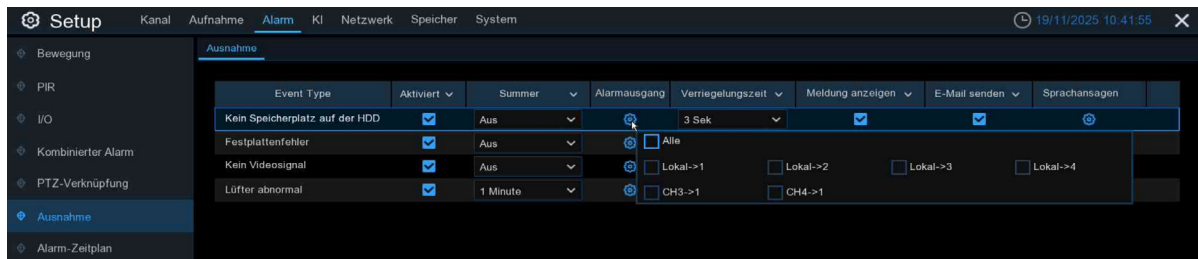 Setup Kanal Aufnahme Alarm KI Netzwerk Speicher System 19/11/2025 10:41:55
Bewegung
PIR
I/O
Kombinierter Alarm
PTZ-Verknüpfung
Ausnahme
Alarm-Zeitplan
Ausnahme
Event Type Aktiviert Summer Alarmausgang Verriegelungszeit Meldung anzeigen E-Mail senden Sprachansagen
Kein Speicherplatz auf der HDD Aus 3 Sek
Festplattenfehler Aus
Kein Videosignal Aus
Lüfter abnormal 1 Minute
Alle
Lokal->1 Lokal->2 Lokal->3 Lokal->4
CH3->1 CH4->1